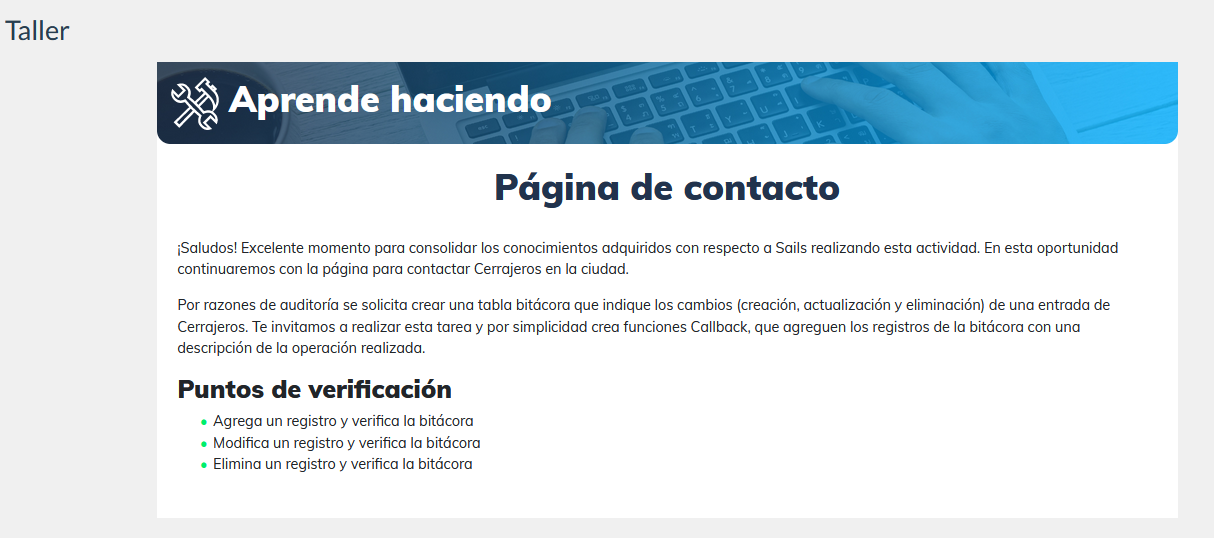 Taller
Aprende haciendo
Página de contacto
¡Saludos! Excelente momento para consolidar los conocimientos adquiridos con respecto a Sails realizando esta actividad. En esta oportunidad
continuaremos con la página para contactar Cerrajeros en la ciudad.
Por razones de auditoría se solicita crear una tabla bitácora que indique los cambios (creación, actualización y eliminación) de una entrada de
Cerrajeros. Te invitamos a realizar esta tarea y por simplicidad crea funciones Callback, que agreguen los registros de la bitácora con una
descripción de la operación realizada.
Puntos de verificación
Agrega un registro y verifica la bitácora
Modifica un registro y verifica la bitácora
Elimina un registro y verifica la bitácora